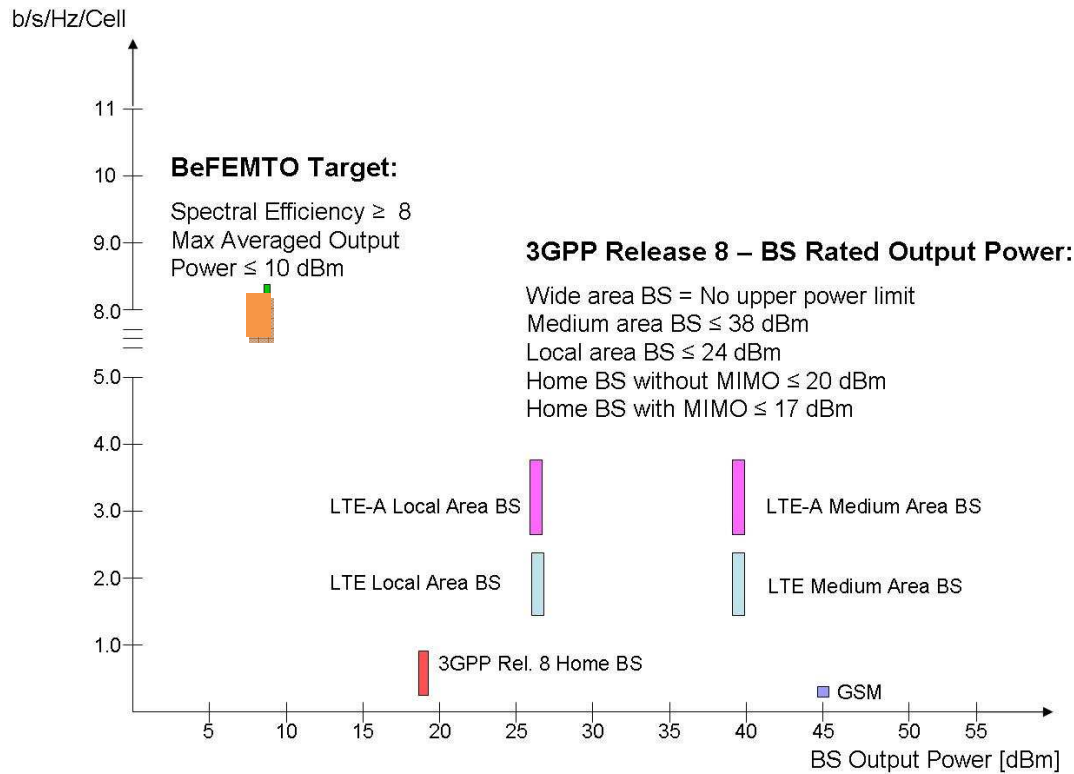 b/s/Hz/Cell
11
10
9.0
8.0
5.0
4.0
3.0
2.0
1.0
BeFEMTO Target:
Spectral Efficiency ≥ 8
Max Averaged Output
Power ≤ 10 dBm
3GPP Release 8 – BS Rated Output Power:
Wide area BS = No upper power limit
Medium area BS ≤ 38 dBm
Local area BS ≤ 24 dBm
Home BS without MIMO ≤ 20 dBm
Home BS with MIMO ≤ 17 dBm
LTE-A Local Area BS
LTE-A Medium Area BS
LTE Local Area BS
LTE Medium Area BS
3GPP Rel. 8 Home BS
GSM
5 10 15 20 25 30 35 40 45 50 55
BS Output Power [dBm]